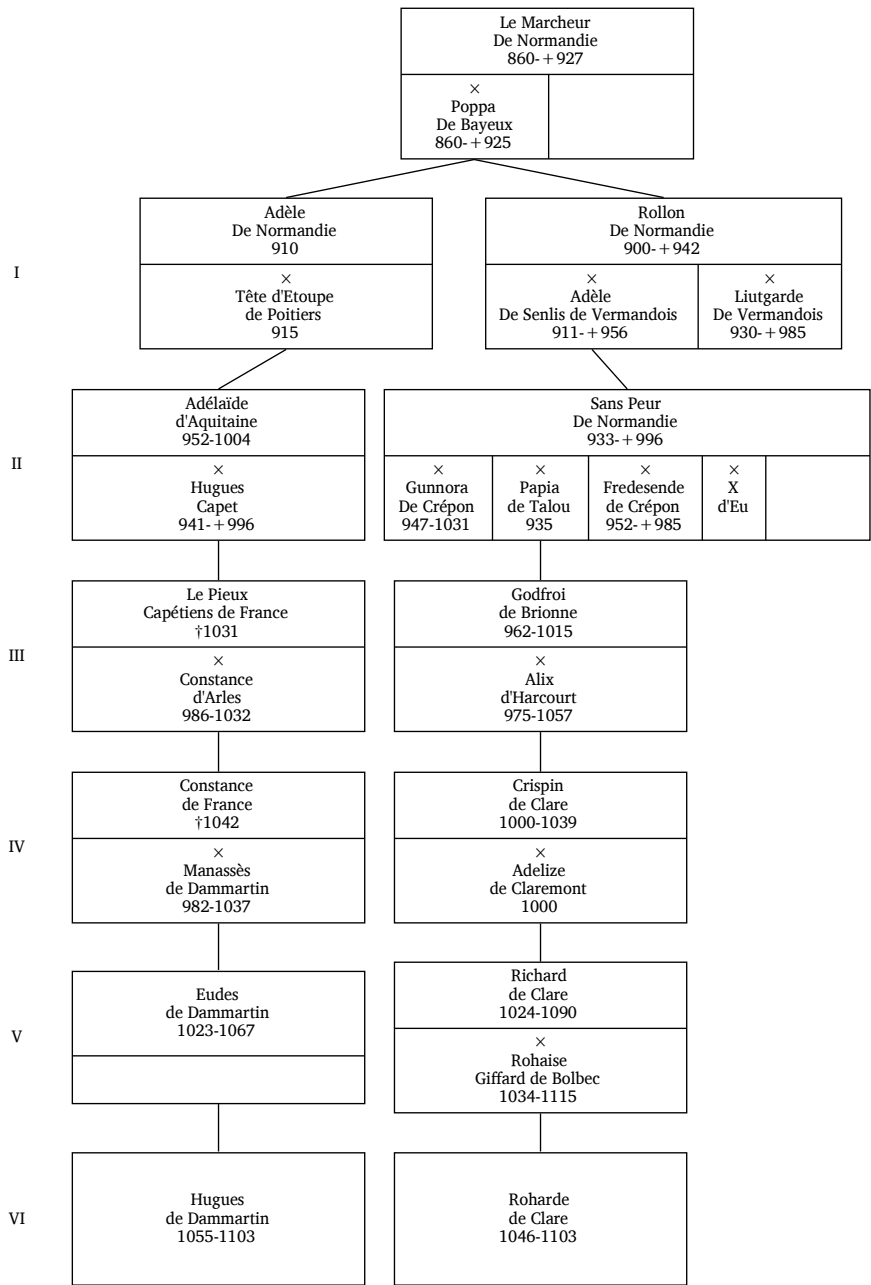 Le Marcheur
De Normandie
860-+927
×
Poppa
De Bayeux
860-+925
I
Adèle
De Normandie
910
×
Tête d'Etoupe
de Poitiers
915
Rollon
De Normandie
900-+942
×
Adèle
De Senlis de Vermandois
911-+956
×
Liutgarde
De Vermandois
930-+985
II
Adélaïde
d'Aquitaine
952-1004
×
Hugues
Capet
941-+996
Sans Peur
De Normandie
933-+996
×
Gunnora
De Crépon
947-1031
×
Papia
de Talou
935
×
Fredesende
de Crépon
952-+985
×
X
d'Eu
III
Le Pieux
Capétiens de France
†1031
×
Constance
d'Arles
986-1032
Godfroi
de Brionne
962-1015
×
Alix
d'Harcourt
975-1057
IV
Constance
de France
†1042
×
Manassès
de Dammartin
982-1037
Crispin
de Clare
1000-1039
×
Adelize
de Claremont
1000
V
Eudes
de Dammartin
1023-1067
Richard
de Clare
1024-1090
×
Rohaise
Giffard de Bolbec
1034-1115
VI
Hugues
de Dammartin
1055-1103
Roharde
de Clare
1046-1103